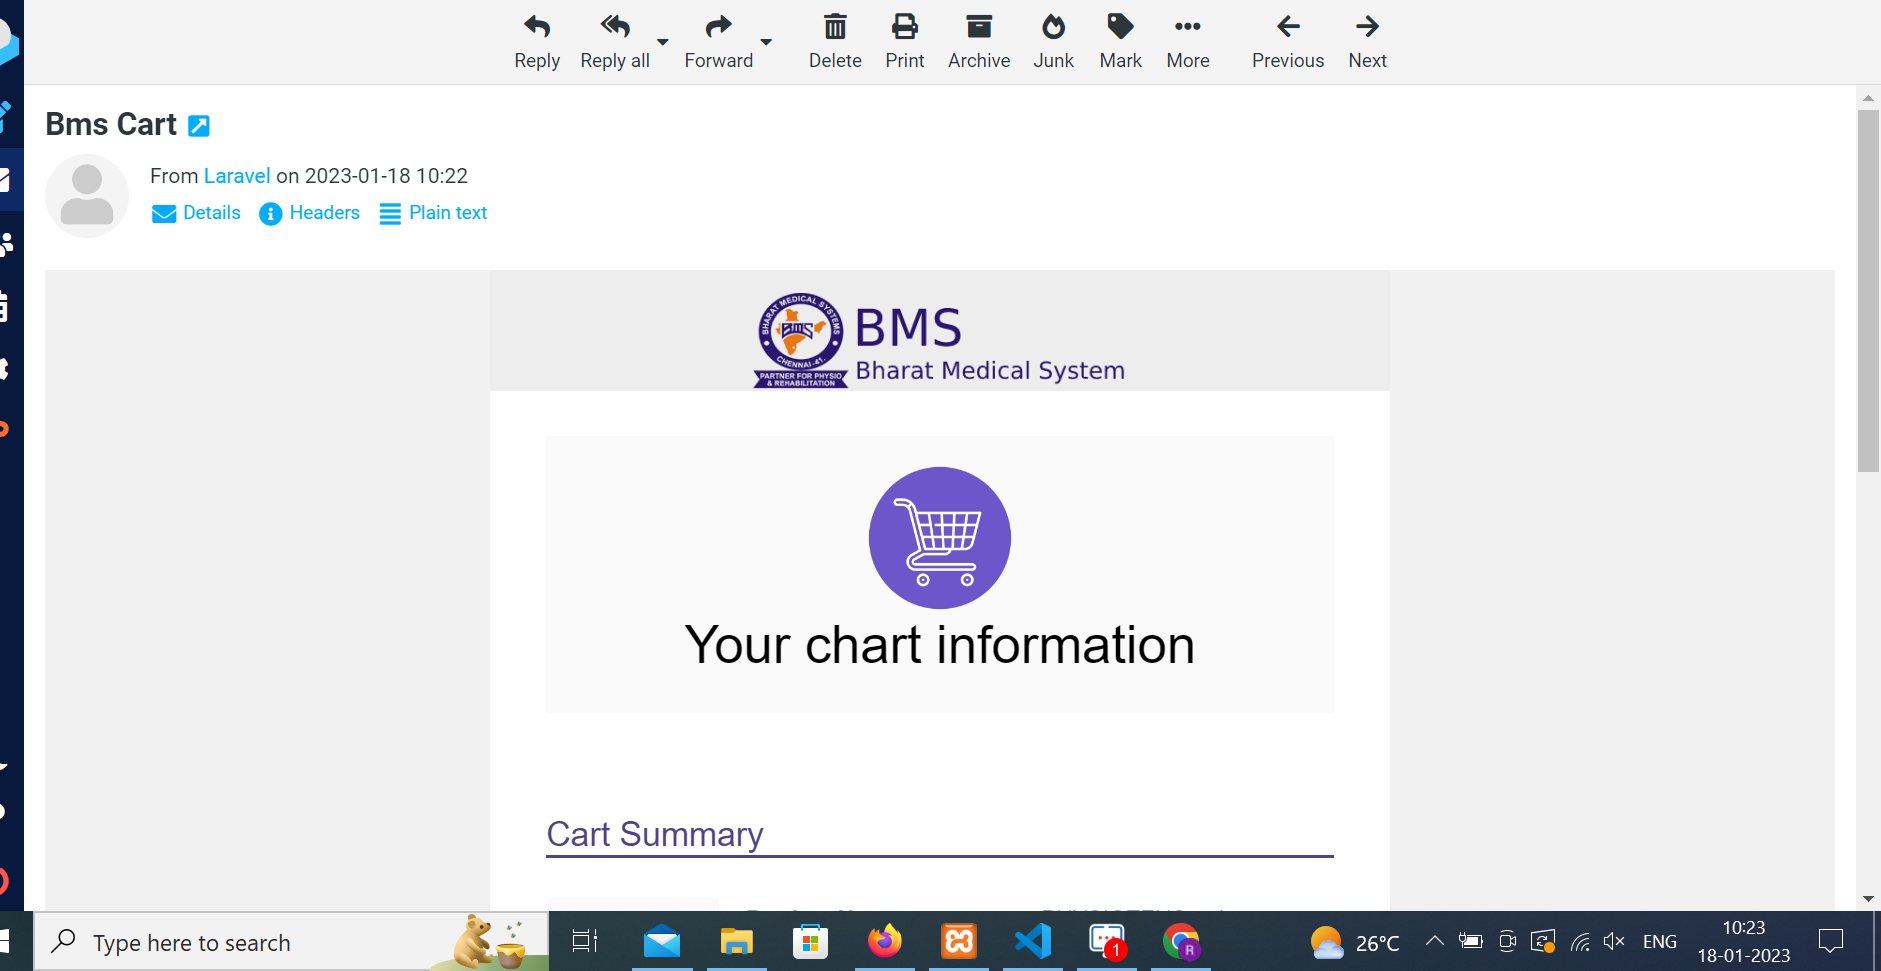 Reply Reply all Forward Delete Print Archive Junk Mark More Previous Next
Bms Cart
From Laravel on 2023-01-18 10:22
Details Headers Plain text
BHARAT MEDICAL SYSTEMS
BMS
CHENNAI-41.
PARTNER FOR PHYSIO
& REHABILITATION
BMS
Bharat Medical System
Your chart information
Cart Summary
Type here to search
1
R
26°C
ENG
10:23
18-01-2023